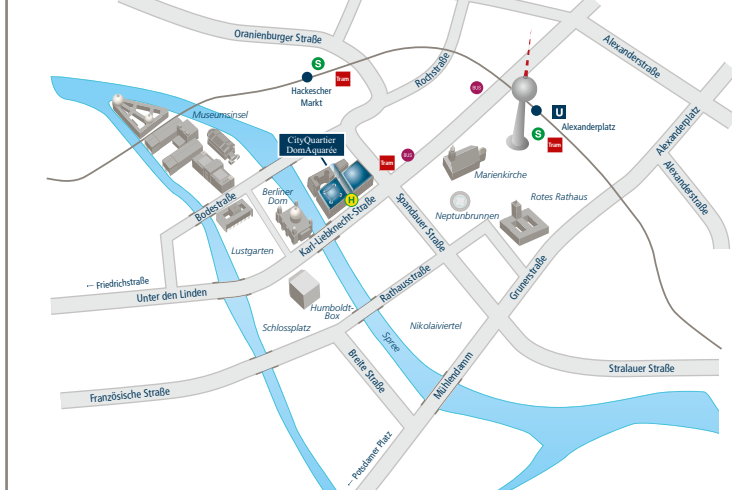 Oranienburger Straße
Alexanderstraße
Rochstraße
S
Tram
Hackescher
Markt
BUS
U
Alexanderplatz
S
Tram
Alexanderplatz
Alexanderstraße
Museumsinsel
CityQuartier
DomAquarée
Tram
BUS
Marienkirche
H
Bodestraße
Berliner
Dom
Karl-Liebknecht-Straße
Spandauer Straße
Neptunbrunnen
Rotes Rathaus
Lustgarten
← Friedrichstraße
Unter den Linden
Rathausstraße
Grunerstraße
Humboldt-
Box
Schlossplatz
Spree
Nikolaiviertel
Breite Straße
Mühlendamm
Stralauer Straße
Französische Straße
← Potsdamer Platz